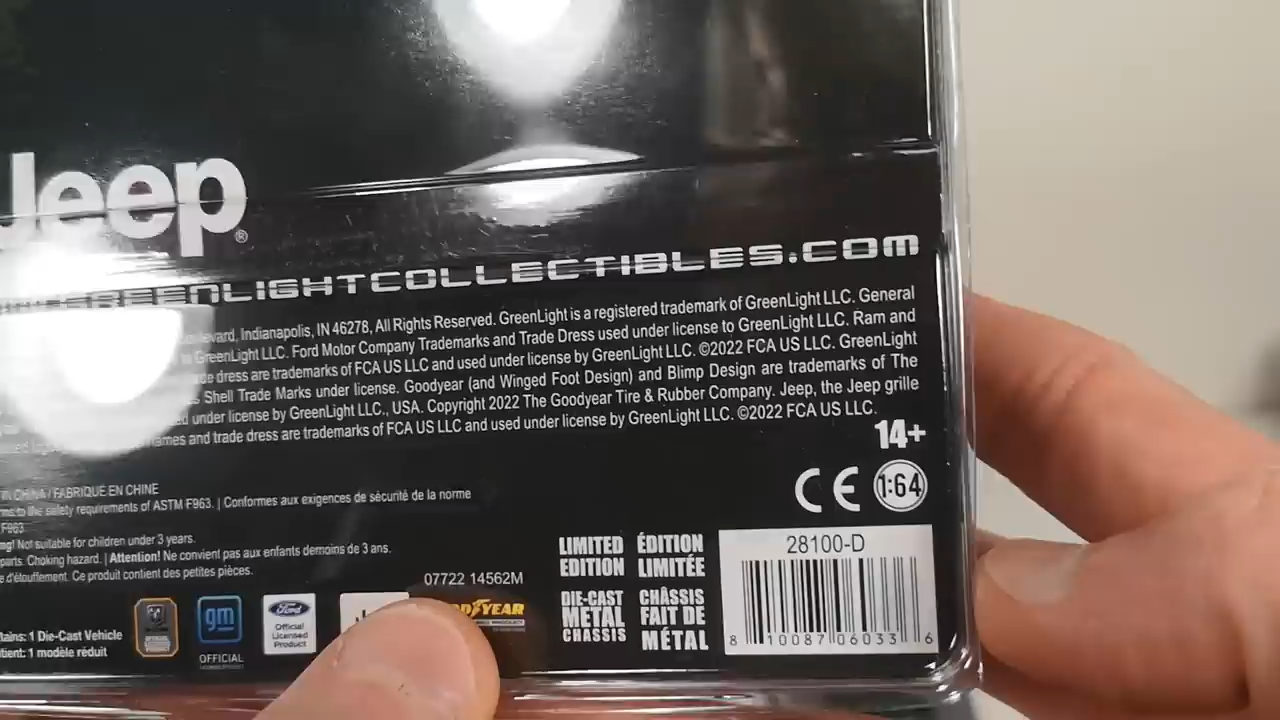 Jeep®
GREENLIGHTCOLLECTIBLES.COM
Indianapolis, IN 46278, All Rights Reserved. GreenLight is a registered trademark of GreenLight LLC. General
GreenLight LLC. Ford Motor Company Trademarks and Trade Dress used under license to GreenLight LLC. Ram and
dress are trademarks of FCA US LLC and used under license by GreenLight LLC. ©2022 FCA US LLC. GreenLight
Shell Trade Marks under license. Goodyear (and Winged Foot Design) and Blimp Design are trademarks of The
under license by GreenLight LLC., USA. Copyright 2022 The Goodyear Tire & Rubber Company. Jeep, the Jeep grille
and trade dress are trademarks of FCA US LLC and used under license by GreenLight LLC. ©2022 FCA US LLC.
14+
CE 1:64
IN CHINA / FABRIQUE EN CHINE
to the safety requirements of ASTM F963. | Conformes aux exigences de sécurité de la norme
F963
Not suitable for children under 3 years.
parts. Choking hazard. | Attention! Ne convient pas aux enfants demoins de 3 ans.
d'étouffement. Ce produit contient des petites pièces.
07722 14562M
1 Die-Cast Vehicle
1 modèle réduit
gm
OFFICIAL
Ford
Official
Licensed
Product
LIMITED EDITION
ÉDITION LIMITÉE
DIE-CAST
METAL
CHASSIS
CHÂSSIS
FAIT DE
MÉTAL
28100-D
8 10087 06033 6